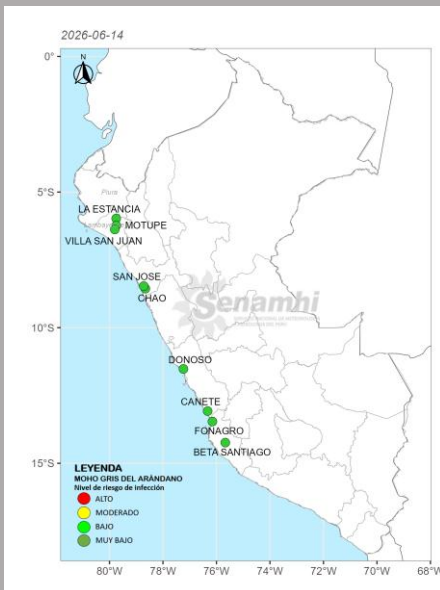 2026-06-14
N
0°
Piura
LA ESTANCIA
5°S
MOTUPE
VILLA SAN JUAN
SAN JOSE
CHAO
Senamhi
10°S
DONOSO
CANETE
FONAGRO
BETA SANTIAGO
15°S
LEYENDA
MOHO GRIS DEL ARÁNDANO
Nivel de riesgo de infección
ALTO
MODERADO
BAJO
MUY BAJO
80°W 78°W 76°W 74°W 72°W 70°W 68°W